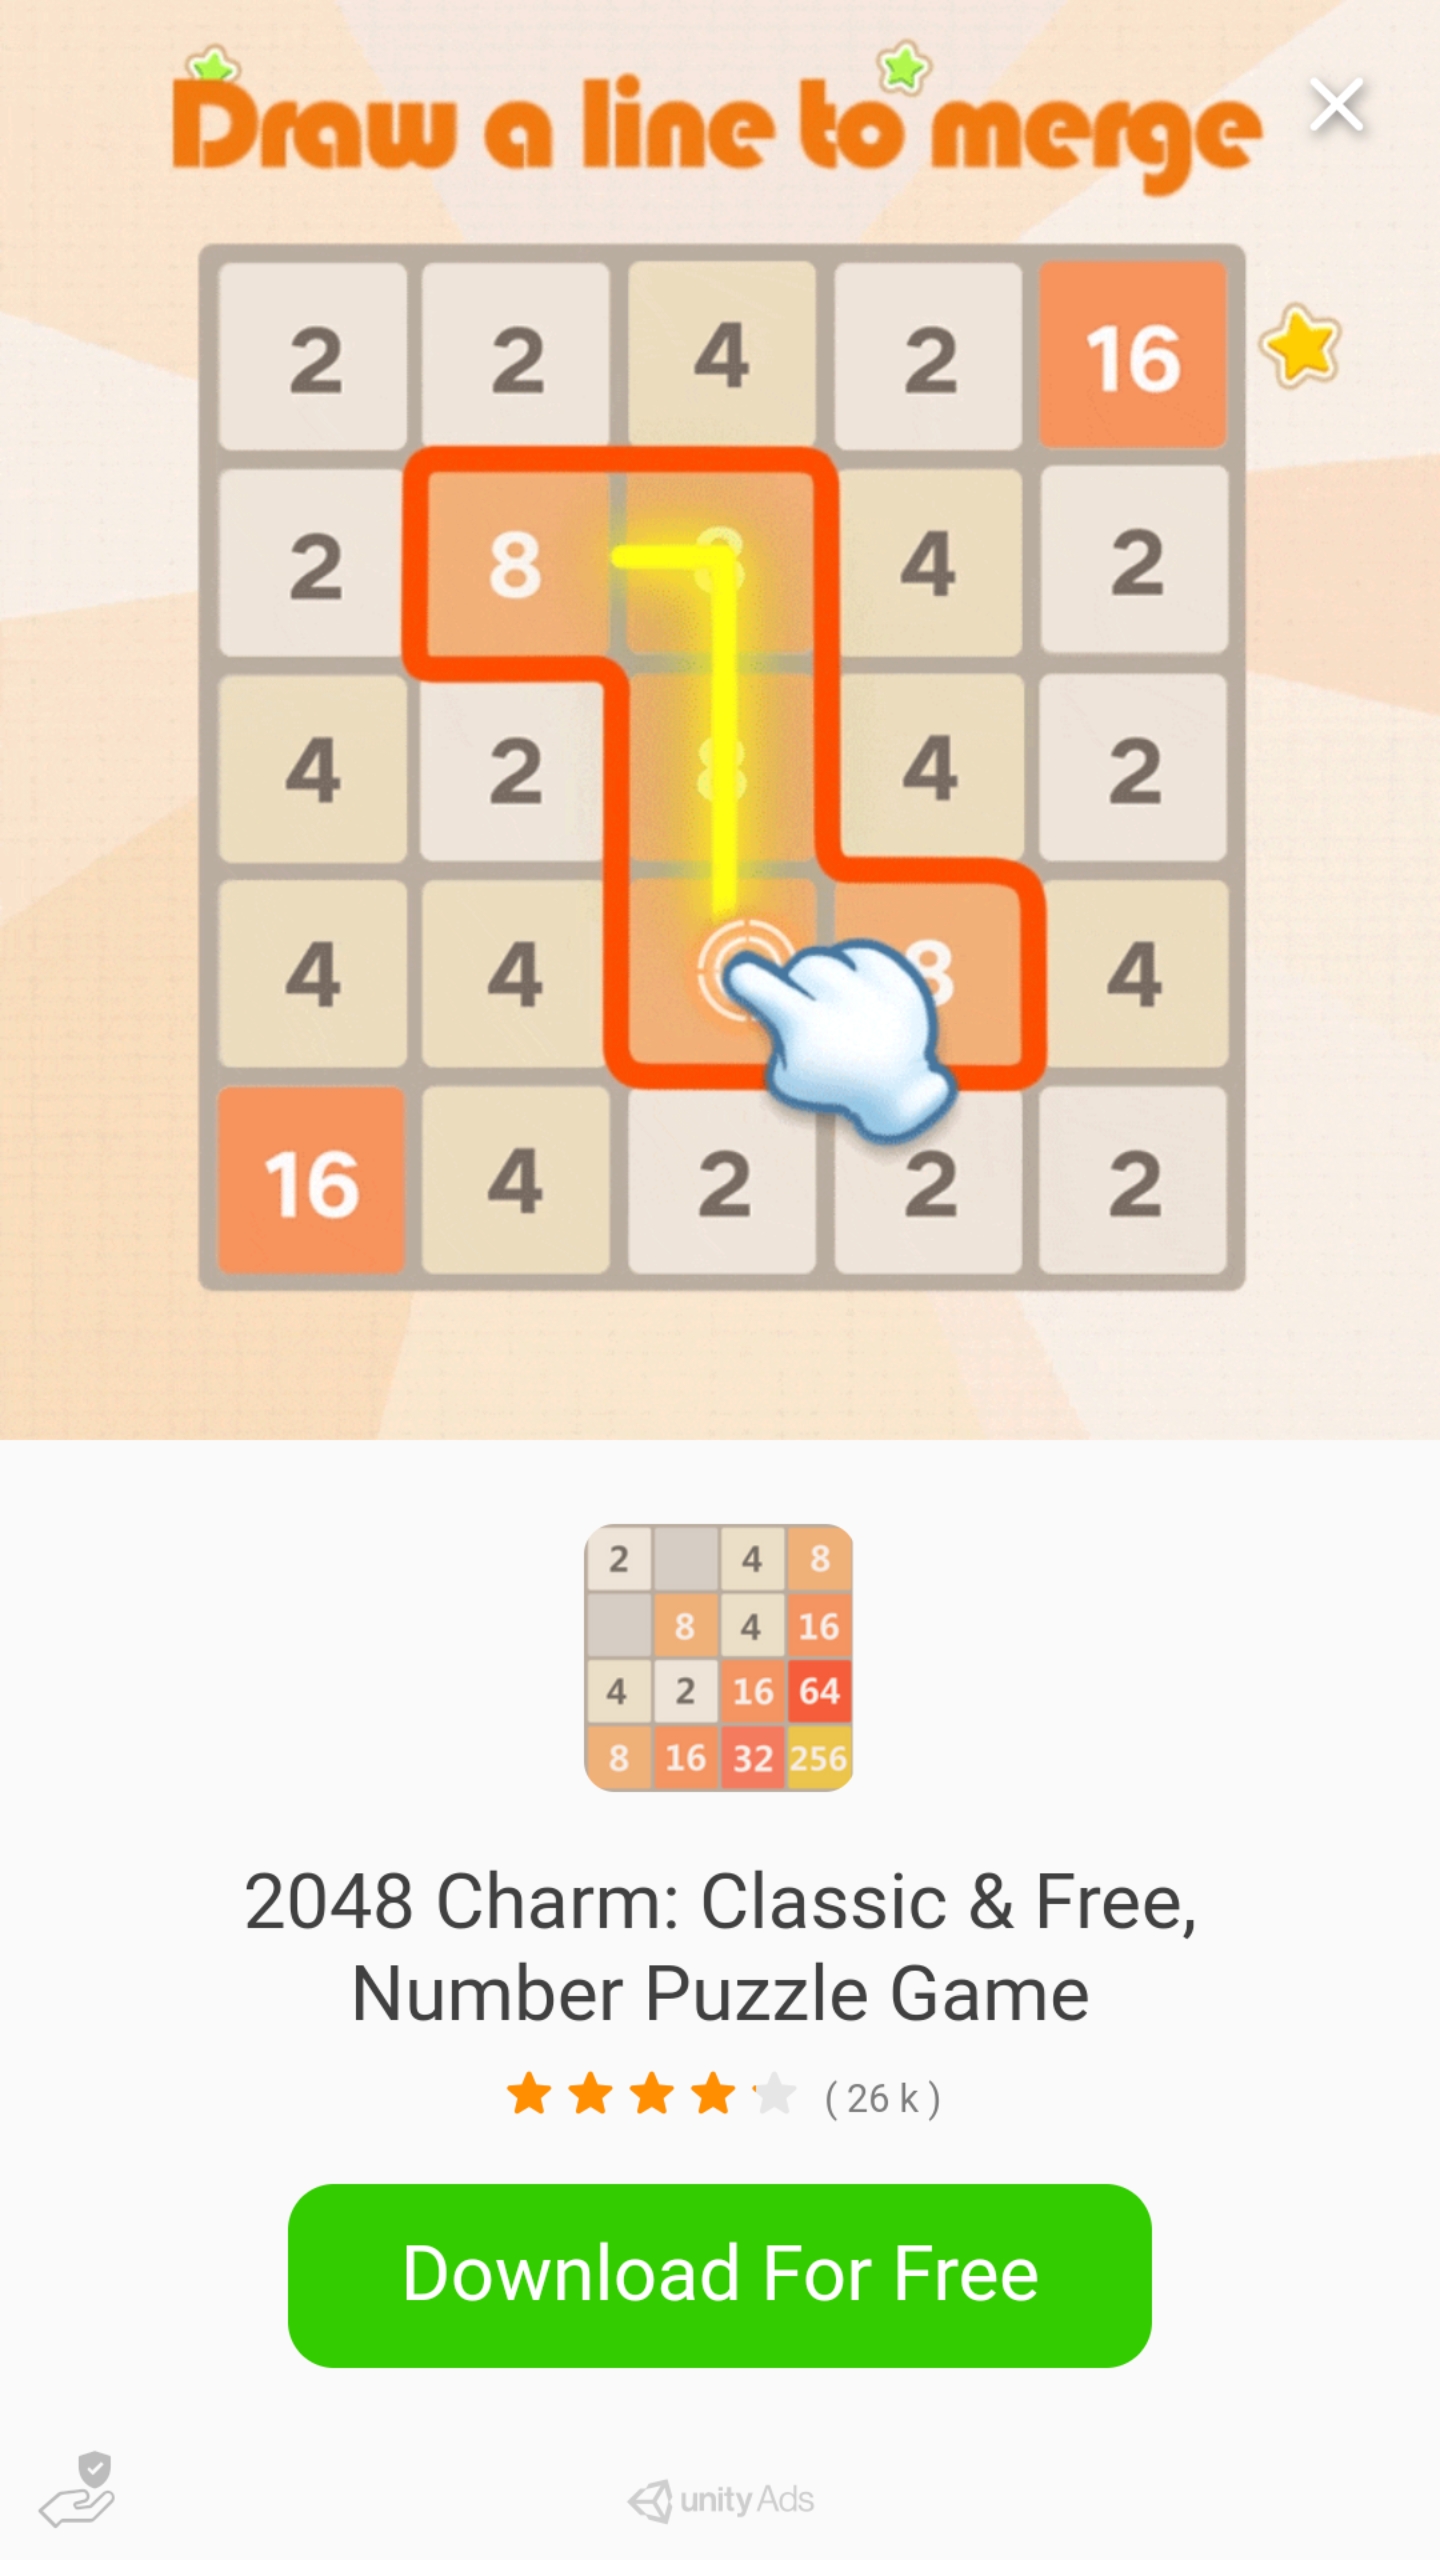 Draw a line to merge
2 2 4 2 16
2 8 8 4 2
4 2 8 4 2
4 4 8 4
16 4 2 2 2
2 4 8
8 4 16
4 2 16 64
8 16 32 256
2048 Charm: Classic & Free,
Number Puzzle Game
( 26 k )
Download For Free
unity Ads